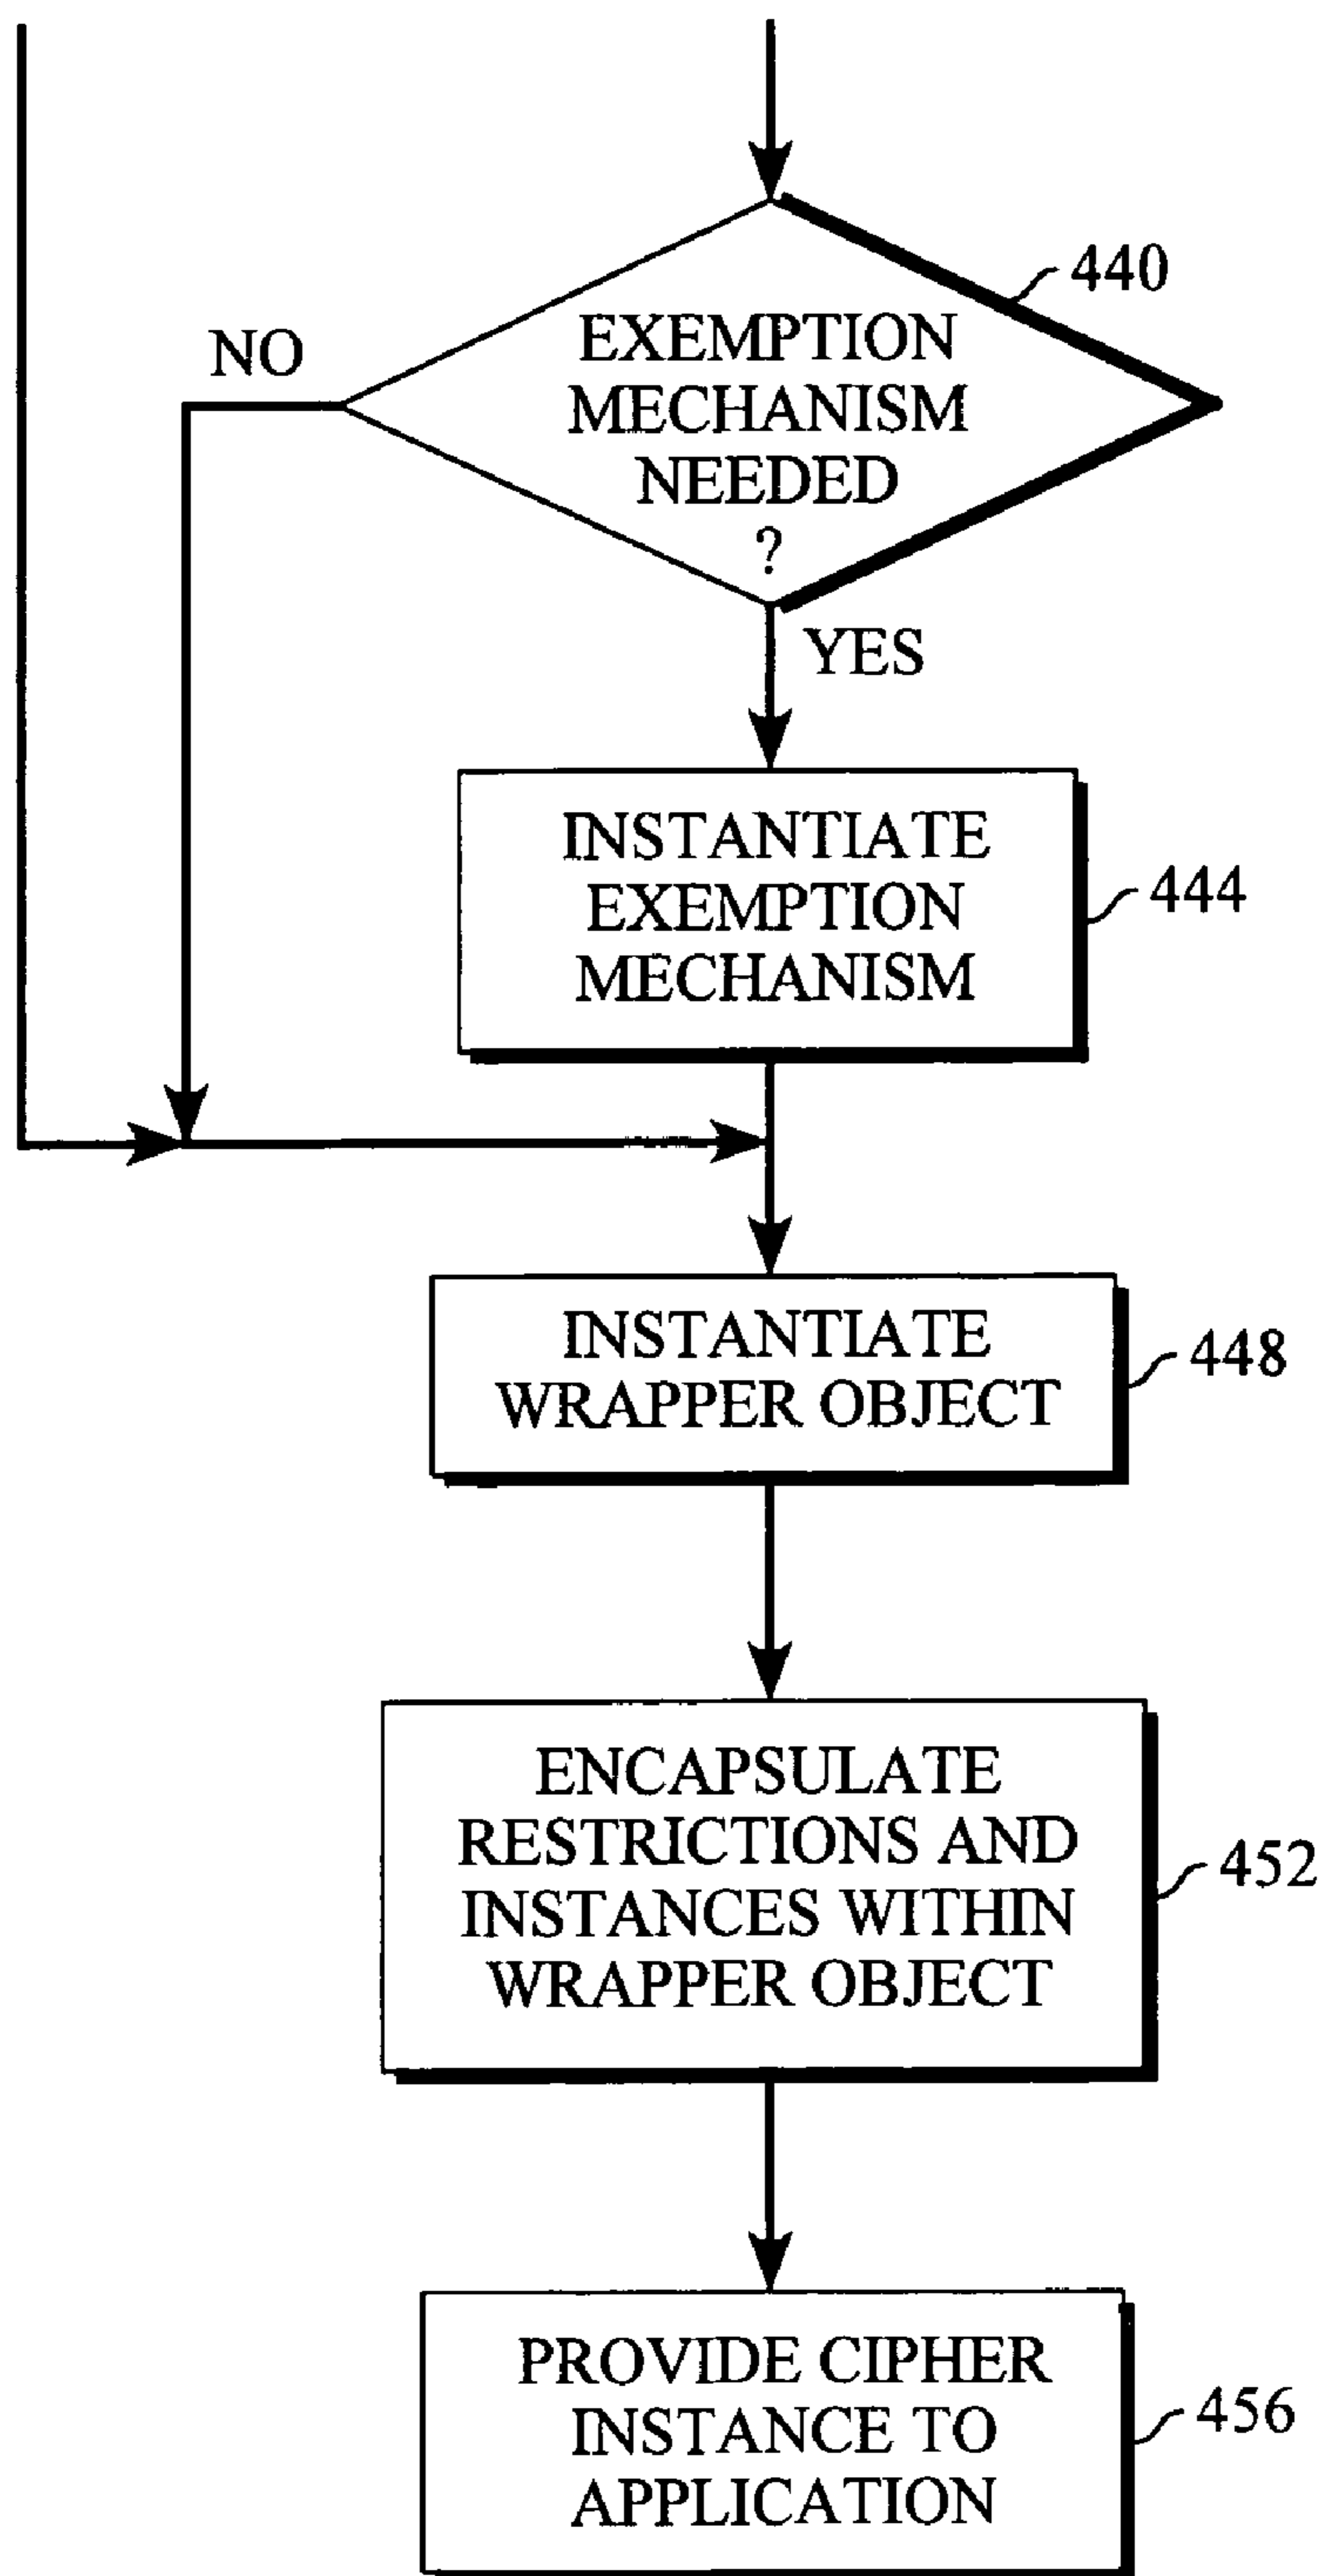 440
NO
EXEMPTION
MECHANISM
NEEDED
?
YES
INSTANTIATE
EXEMPTION
MECHANISM
444
INSTANTIATE
WRAPPER OBJECT
448
ENCAPSULATE
RESTRICTIONS AND
INSTANCES WITHIN
WRAPPER OBJECT
452
PROVIDE CIPHER
INSTANCE TO
APPLICATION
456